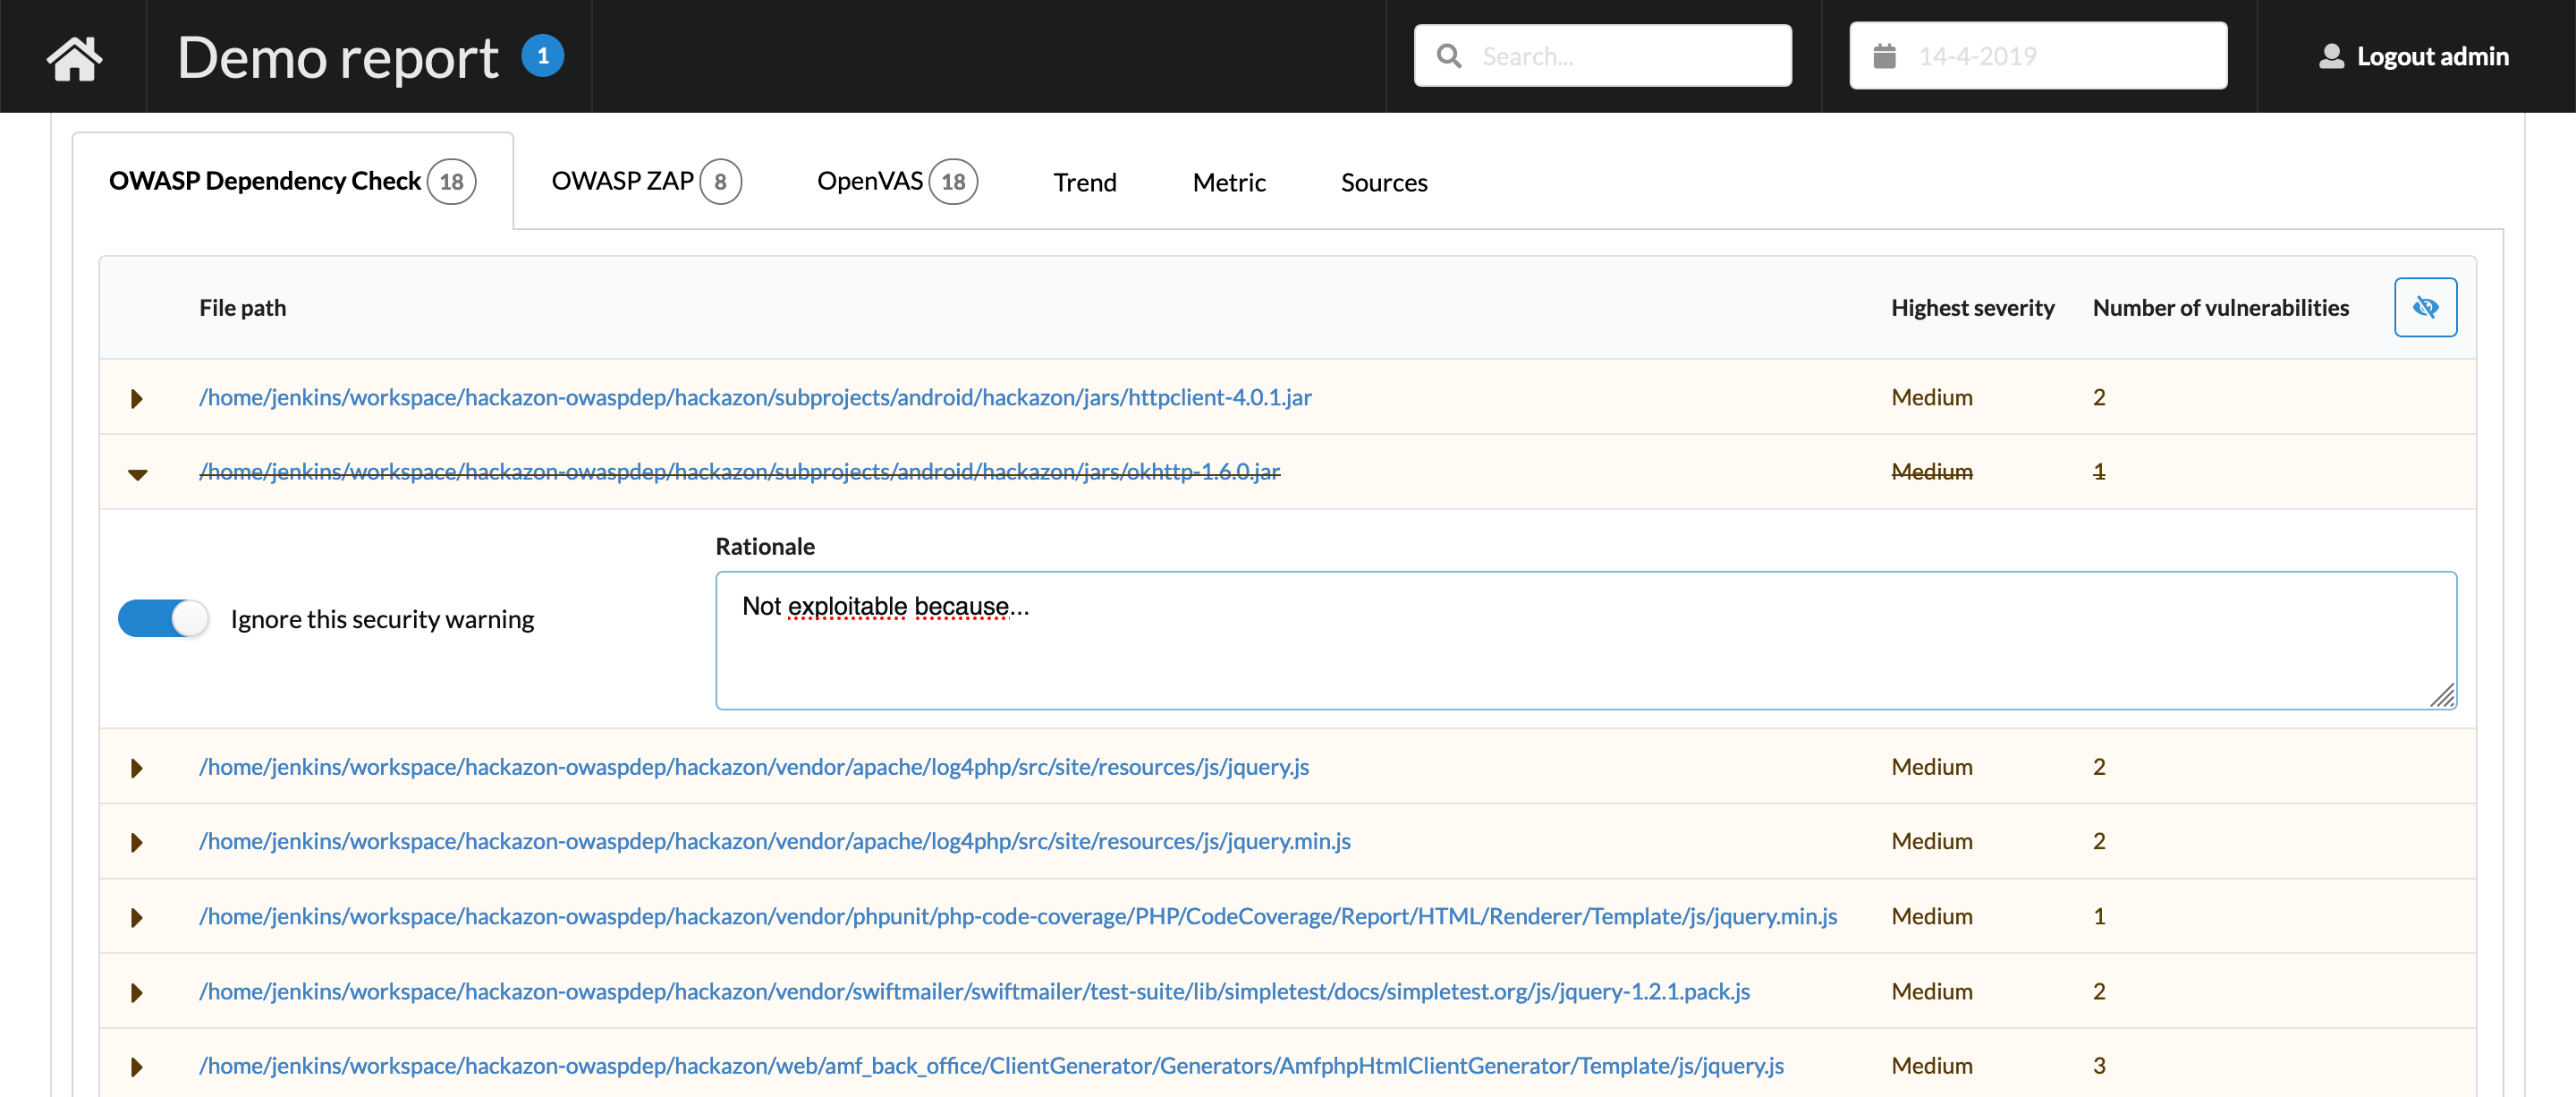 Demo report 1 Search... 14-4-2019 Logout admin
OWASP Dependency Check 18 OWASP ZAP 8 OpenVAS 18 Trend Metric Sources
File path Highest severity Number of vulnerabilities
/home/jenkins/workspace/hackazon-owaspdep/hackazon/subprojects/android/hackazon/jars/httpclient-4.0.1.jar Medium 2
/home/jenkins/workspace/hackazon-owaspdep/hackazon/subprojects/android/hackazon/jars/okhttp-1.6.0.jar Medium 1
Rationale
Not exploitable because...
Ignore this security warning
/home/jenkins/workspace/hackazon-owaspdep/hackazon/vendor/apache/log4php/src/site/resources/js/jquery.js Medium 2
/home/jenkins/workspace/hackazon-owaspdep/hackazon/vendor/apache/log4php/src/site/resources/js/jquery.min.js Medium 2
/home/jenkins/workspace/hackazon-owaspdep/hackazon/vendor/phpunit/php-code-coverage/PHP/CodeCoverage/Report/HTML/Renderer/Template/js/jquery.min.js Medium 1
/home/jenkins/workspace/hackazon-owaspdep/hackazon/vendor/swiftmailer/swiftmailer/test-suite/lib/simpletest/docs/simpletest.org/js/jquery-1.2.1.pack.js Medium 2
/home/jenkins/workspace/hackazon-owaspdep/hackazon/web/amf_back_office/ClientGenerator/Generators/AmfphpHtmlClientGenerator/Template/js/jquery.js Medium 3